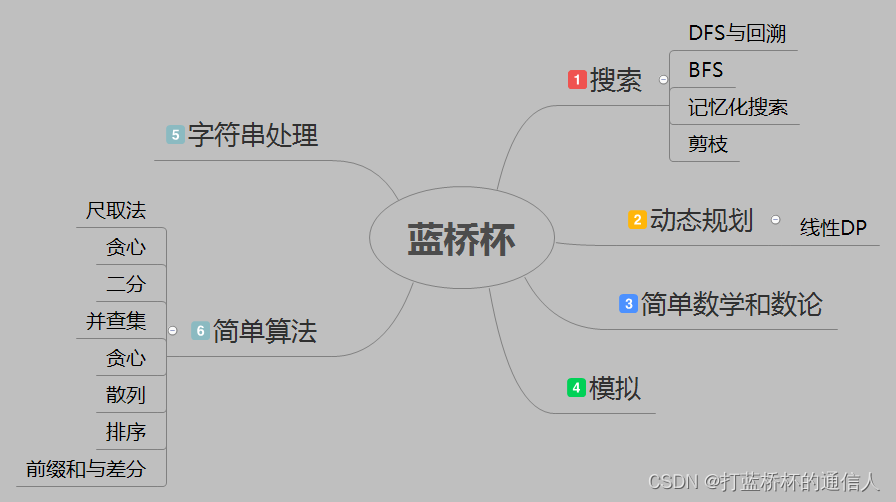 蓝桥杯
1 搜索
DFS与回溯
BFS
记忆化搜索
剪枝
2 动态规划
线性DP
3 简单数学和数论
4 模拟
5 字符串处理
6 简单算法
尺取法
贪心
二分
并查集
贪心
散列
排序
前缀和与差分
CSDN @打蓝桥杯的通信人